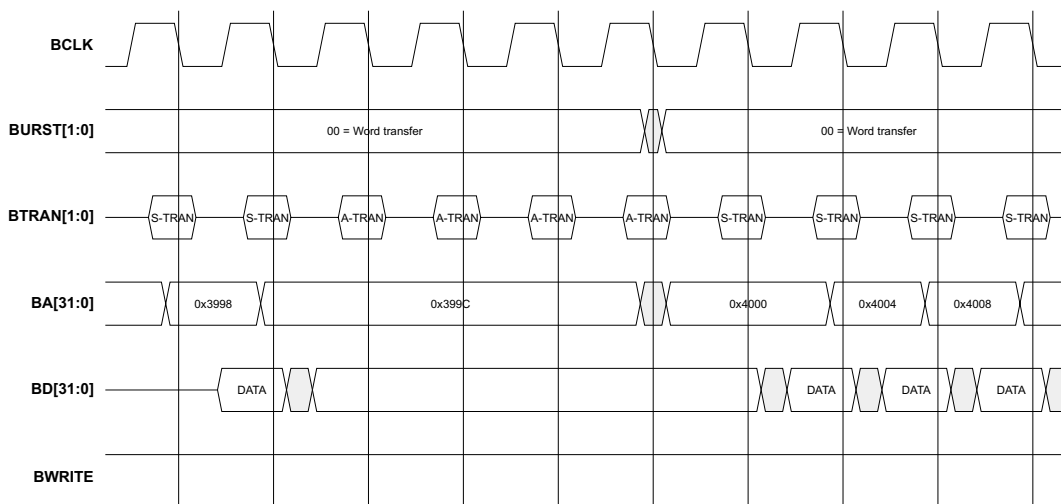 BCLK
BURST[1:0] 00 = Word transfer 00 = Word transfer
BTRAN[1:0] S-TRAN S-TRAN A-TRAN A-TRAN A-TRAN A-TRAN S-TRAN S-TRAN S-TRAN S-TRAN
BA[31:0] 0x3998 0x399C 0x4000 0x4004 0x4008
BD[31:0] DATA DATA DATA DATA
BWRITE